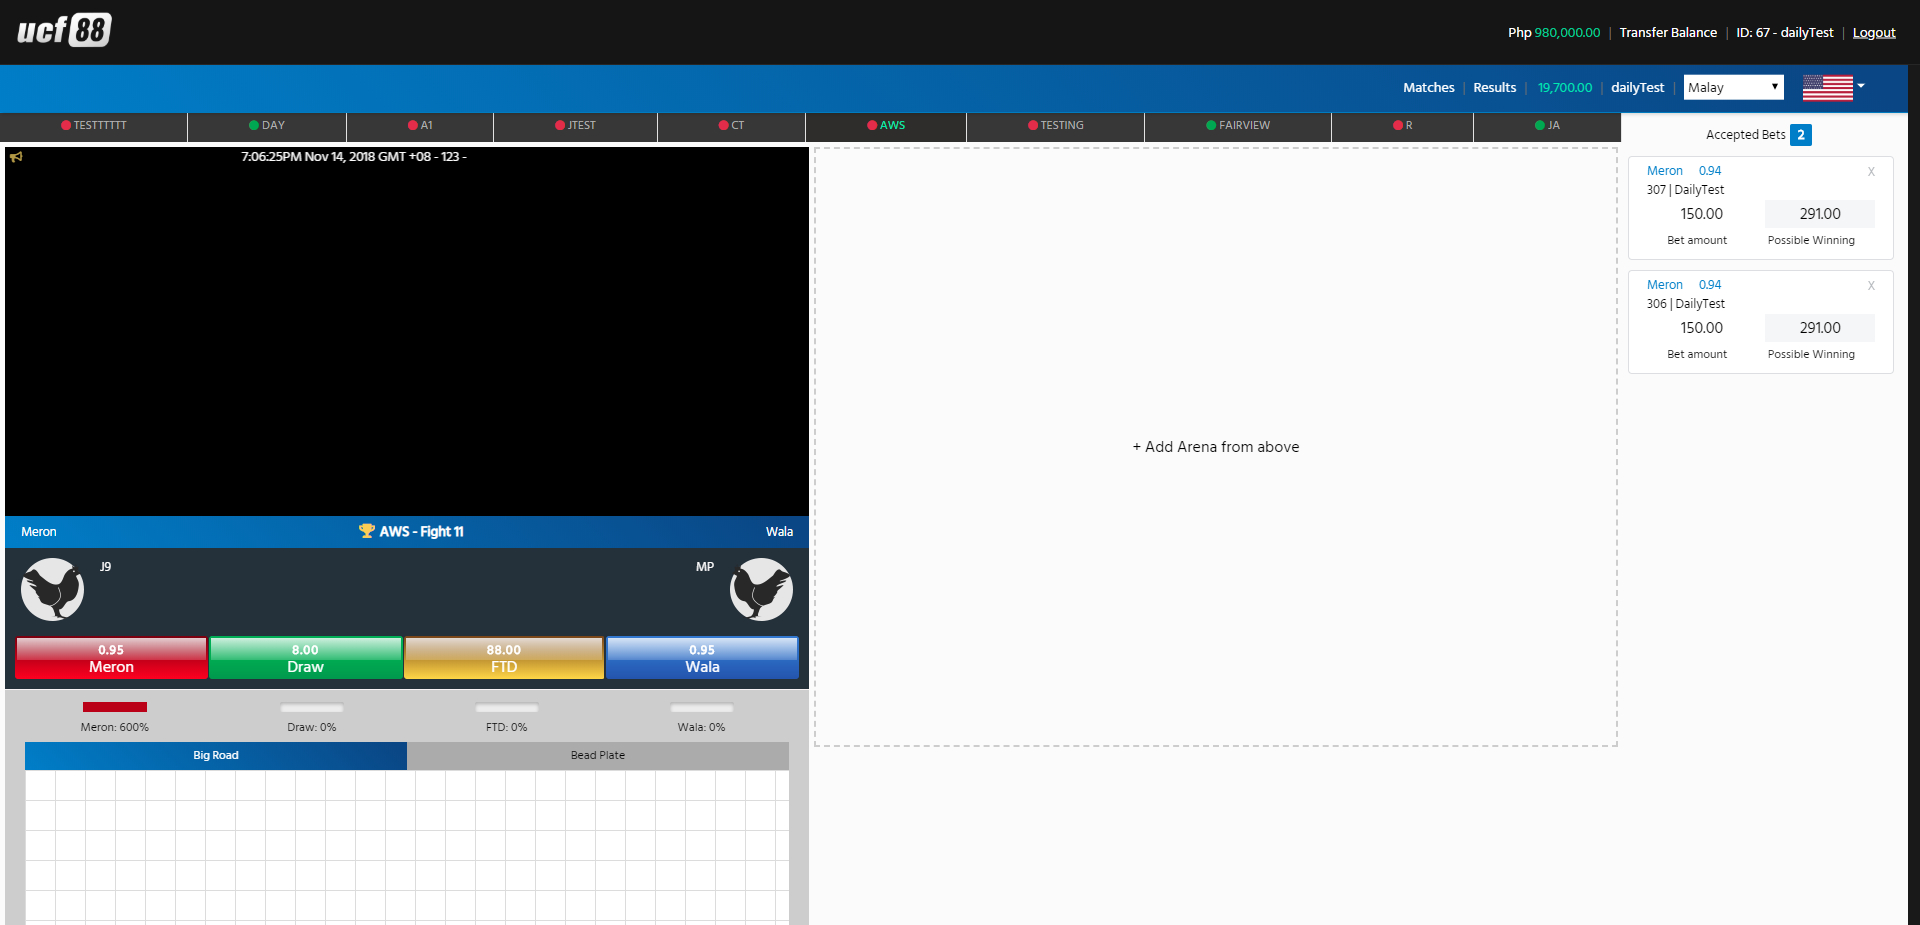 ucf 88
Php 980,000.00 | Transfer Balance | ID: 67 - dailyTest | Logout
Matches | Results | 19,700.00 | dailyTest | Malay
TESTTTTTT
DAY
A1
JTEST
CT
AWS
TESTING
FAIRVIEW
R
JA
Accepted Bets 2
7:06:25PM Nov 14, 2018 GMT +08 - 123 -
+ Add Arena from above
Meron 0.94 X
307 | DailyTest
150.00 291.00
Bet amount Possible Winning
Meron 0.94 X
306 | DailyTest
150.00 291.00
Bet amount Possible Winning
Meron AWS - Fight 11 Wala
J9 MP
0.95 8.00 88.00 0.95
Meron Draw FTD Wala
Meron: 600% Draw: 0% FTD: 0% Wala: 0%
Big Road Bead Plate